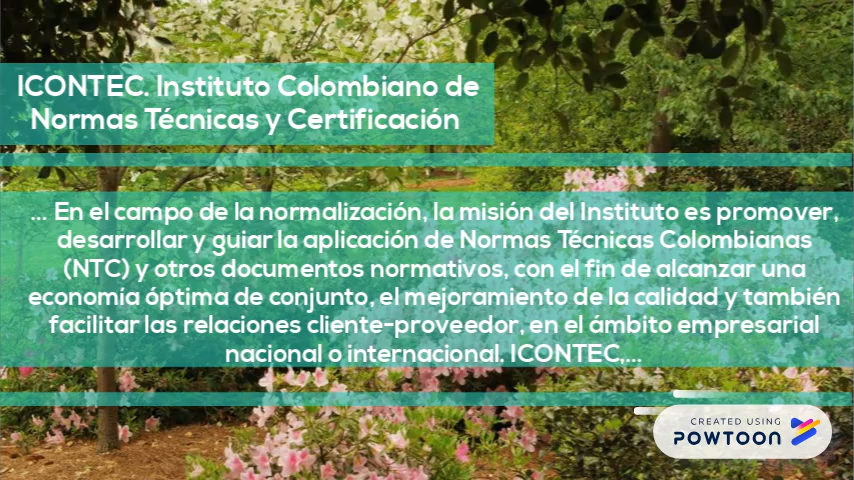 ICONTEC. Instituto Colombiano de
Normas Técnicas y Certificación
... En el campo de la normalización, la misión del Instituto es promover,
desarrollar y guiar la aplicación de Normas Técnicas Colombianas
(NTC) y otros documentos normativos, con el fin de alcanzar una
economía óptima de conjunto, el mejoramiento de la calidad y también
facilitar las relaciones cliente-proveedor, en el ámbito empresarial
nacional o internacional. ICONTEC,...
CREATED USING
POWTOON